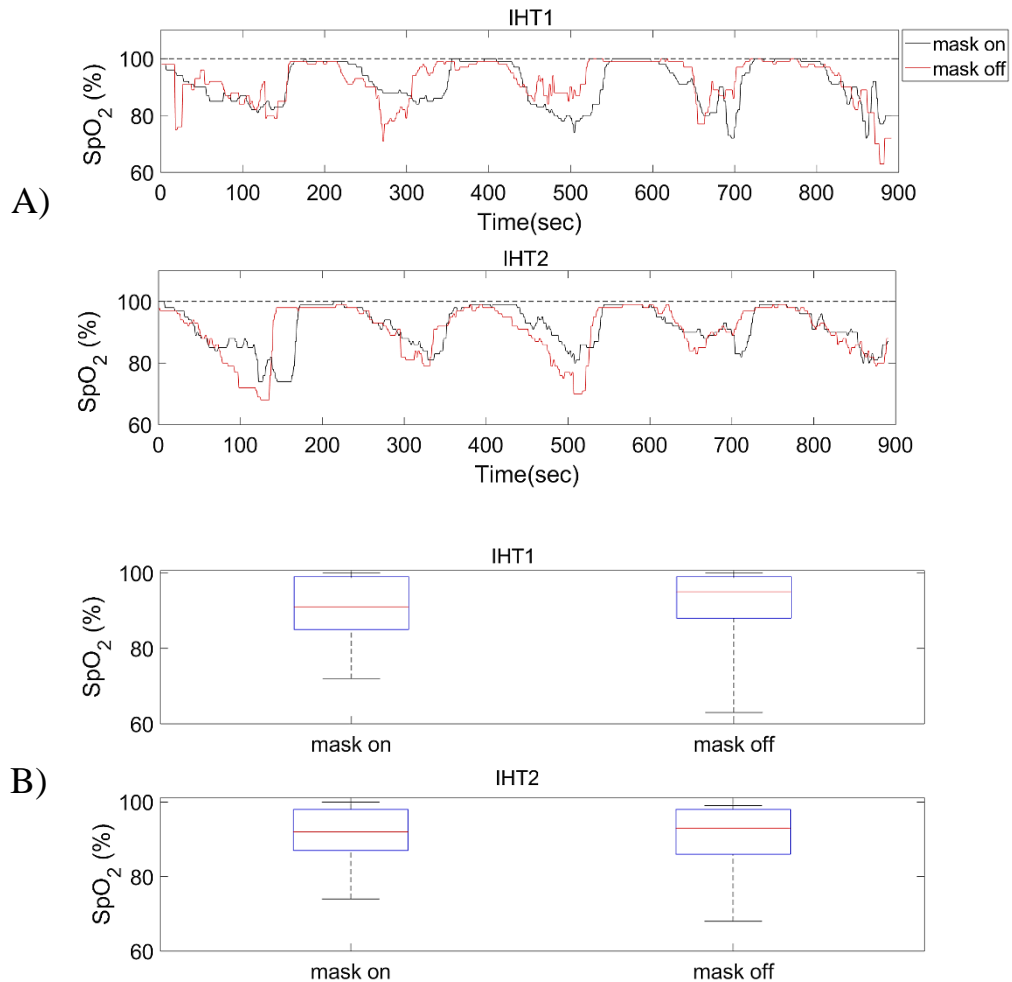 IHT1
mask on
mask off
100
80
60
SpO2 (%)
0 100 200 300 400 500 600 700 800 900
Time(sec)
A)
IHT2
100
80
60
SpO2 (%)
0 100 200 300 400 500 600 700 800 900
Time(sec)
IHT1
100
80
60
SpO2 (%)
mask on mask off
B)
IHT2
100
80
60
SpO2 (%)
mask on mask off